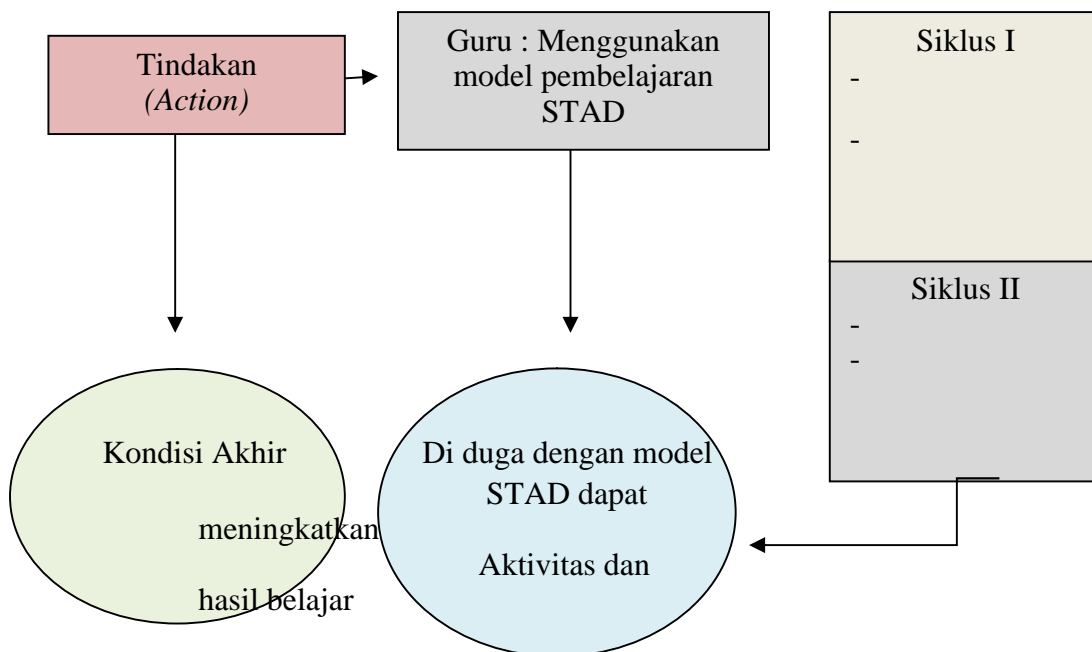 Tindakan
(Action)
Guru : Menggunakan
model pembelajaran
STAD
Siklus I
-
-
Siklus II
-
-
Kondisi Akhir
meningkatkan
hasil belajar
Di duga dengan model
STAD dapat
Aktivitas dan